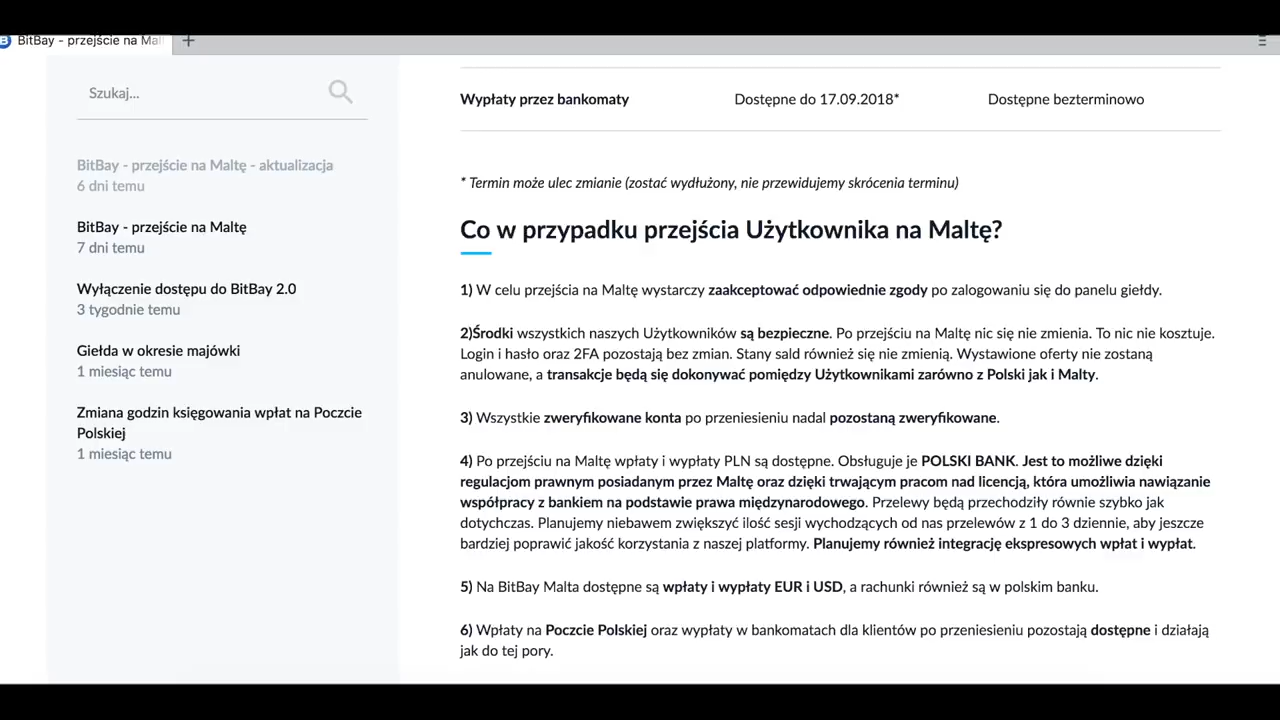 BitBay - przejście na Mal
Szukaj...
BitBay - przejście na Maltę - aktualizacja
6 dni temu
BitBay - przejście na Maltę
7 dni temu
Wyłączenie dostępu do BitBay 2.0
3 tygodnie temu
Giełda w okresie majówki
1 miesiąc temu
Zmiana godzin księgowania wpłat na Poczcie
Polskiej
1 miesiąc temu
Wypłaty przez bankomaty Dostępne do 17.09.2018* Dostępne bezterminowo
* Termin może ulec zmianie (zostać wydłużony, nie przewidujemy skrócenia terminu)
Co w przypadku przejścia Użytkownika na Maltę?
1) W celu przejścia na Maltę wystarczy zaakceptować odpowiednie zgody po zalogowaniu się do panelu giełdy.
2)Środki wszystkich naszych Użytkowników są bezpieczne. Po przejściu na Maltę nic się nie zmienia. To nic nie kosztuje.
Login i hasło oraz 2FA pozostają bez zmian. Stany sald również się nie zmienią. Wystawione oferty nie zostaną
anulowane, a transakcje będą się dokonywać pomiędzy Użytkownikami zarówno z Polski jak i Malty.
3) Wszystkie zweryfikowane konta po przeniesieniu nadal pozostaną zweryfikowane.
4) Po przejściu na Maltę wpłaty i wypłaty PLN są dostępne. Obsługuje je POLSKI BANK. Jest to możliwe dzięki
regulacjom prawnym posiadanym przez Maltę oraz dzięki trwającym pracom nad licencją, która umożliwia nawiązanie
współpracy z bankiem na podstawie prawa międzynarodowego. Przelewy będą przechodziły równie szybko jak
dotychczas. Planujemy niebawem zwiększyć ilość sesji wychodzących od nas przelewów z 1 do 3 dziennie, aby jeszcze
bardziej poprawić jakość korzystania z naszej platformy. Planujemy również integrację ekspresowych wpłat i wypłat.
5) Na BitBay Malta dostępne są wpłaty i wypłaty EUR i USD, a rachunki również są w polskim banku.
6) Wpłaty na Poczcie Polskiej oraz wypłaty w bankomatach dla klientów po przeniesieniu pozostają dostępne i działają
jak do tej pory.